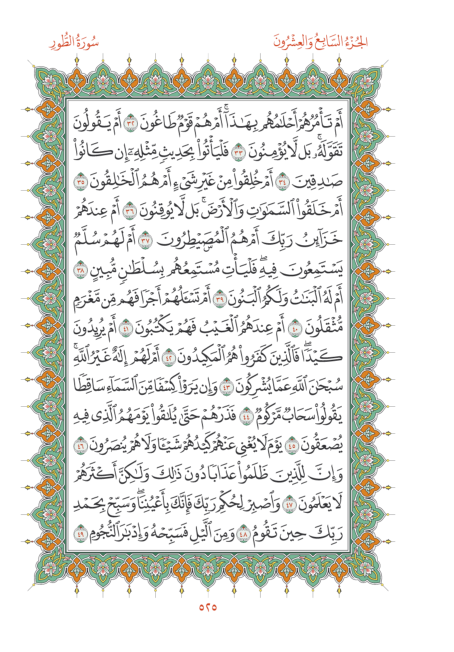 الجُزْءُ السَّابِعُ وَالعِشْرُونَ
سُورَةُ الطُّورِ
أَمْ تَأْمُرُهُمْ أَحْلَٰمُهُم بِهَٰذَآ ۚ أَمْ هُمْ قَوْمٌ طَاغُونَ ٣٢ أَمْ يَقُولُونَ
تَقَوَّلَهُۥ ۚ بَل لَّا يُؤْمِنُونَ ٣٣ فَلْيَأْتُوا۟ بِحَدِيثٍ مِّثْلِهِۦٓ إِن كَانُوا۟
صَٰدِقِينَ ٣٤ أَمْ خُلِقُوا۟ مِنْ غَيْرِ شَىْءٍ أَمْ هُمُ ٱلْخَٰلِقُونَ ٣٥
أَمْ خَلَقُوا۟ ٱلسَّمَٰوَٰتِ وَٱلْأَرْضَ ۚ بَل لَّا يُوقِنُونَ ٣٦ أَمْ عِندَهُمْ
خَزَآئِنُ رَبِّكَ أَمْ هُمُ ٱلْمُصَۣيْطِرُونَ ٣٧ أَمْ لَهُمْ سُلَّمٌ
يَسْتَمِعُونَ فِيهِ ۖ فَلْيَأْتِ مُسْتَمِعُهُم بِسُلْطَٰنٍ مُّبِينٍ ٣٨
أَمْ لَهُ ٱلْبَنَٰتُ وَلَكُمُ ٱلْبَنُونَ ٣٩ أَمْ تَسْـَٔلُهُمْ أَجْرًا فَهُم مِّن مَّغْرَمٍ
مُّثْقَلُونَ ٤٠ أَمْ عِندَهُمُ ٱلْغَيْبُ فَهُمْ يَكْتُبُونَ ٤١ أَمْ يُرِيدُونَ
كَيْدًا ۖ فَٱلَّذِينَ كَفَرُوا۟ هُمُ ٱلْمَكِيدُونَ ٤٢ أَمْ لَهُمْ إِلَٰهٌ غَيْرُ ٱللَّهِ ۚ
سُبْحَٰنَ ٱللَّهِ عَمَّا يُشْرِكُونَ ٤٣ وَإِن يَرَوْا۟ كِسْفًا مِّنَ ٱلسَّمَآءِ سَاقِطًا
يَقُولُوا۟ سَحَابٌ مَّرْكُومٌ ٤٤ فَذَرْهُمْ حَتَّىٰ يُلَٰقُوا۟ يَوْمَهُمُ ٱلَّذِى فِيهِ
يُصْعَقُونَ ٤٥ يَوْمَ لَا يُغْنِى عَنْهُمْ كَيْدُهُمْ شَيْـًٔا وَلَا هُمْ يُنصَرُونَ ٤٦
وَإِنَّ لِلَّذِينَ ظَلَمُوا۟ عَذَابًا دُونَ ذَٰلِكَ وَلَٰكِنَّ أَكْثَرَهُمْ
لَا يَعْلَمُونَ ٤٧ وَٱصْبِرْ لِحُكْمِ رَبِّكَ فَإِنَّكَ بِأَعْيُنِنَا ۖ وَسَبِّحْ بِحَمْدِ
رَبِّكَ حِينَ تَقُومُ ٤٨ وَمِنَ ٱلَّيْلِ فَسَبِّحْهُ وَإِدْبَٰرَ ٱلنُّجُومِ ٤٩
٥٢٥